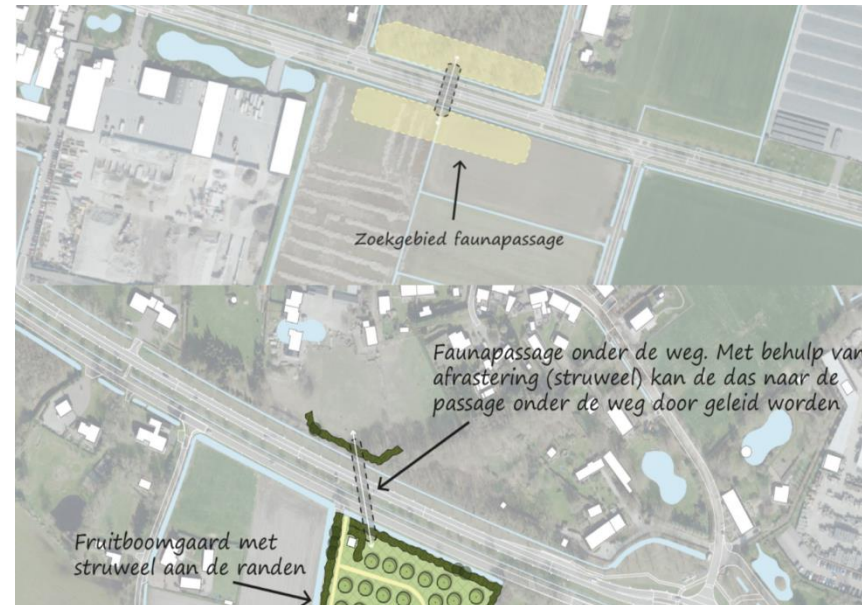 Zoekgebied faunapassage
Faunapassage onder de weg. Met behulp van
afrastering (struweel) kan de das naar de
passage onder de weg door geleid worden
Fruitboomgaard met
struweel aan de randen